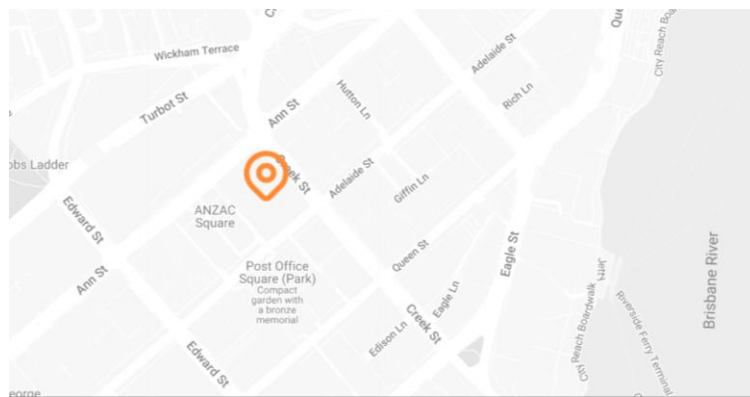 Que
City Reach Boa
Wickham Terrace
Adelaide St
Hutton Ln
Rich Ln
Turbot St
Ann St
obs Ladder
Creek St
Adelaide St
Giffin Ln
Edward St
ANZAC
Square
Queen St
Eagle St
Brisbane River
Ann St
Post Office
Square (Park)
Compact
garden with
a bronze
memorial
Eagle Ln
Creek St
Edison Ln
Jetty
City Reach Boardwalk
Riverside Ferry Terminal
Edward St
eorge